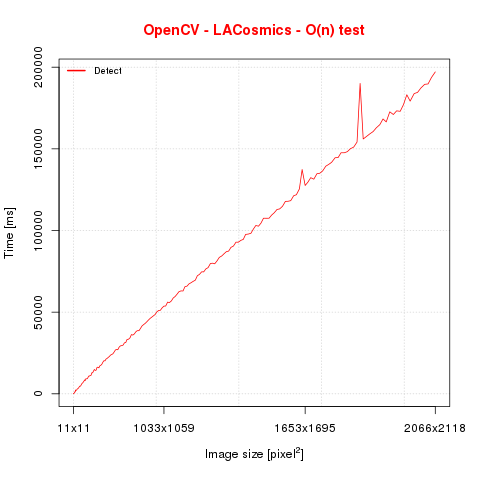 OpenCV - LACosmics - O(n) test
Detect
200000
150000
100000
50000
0
Time [ms]
11x11 1033x1059 1653x1695 2066x2118
Image size [pixel²]